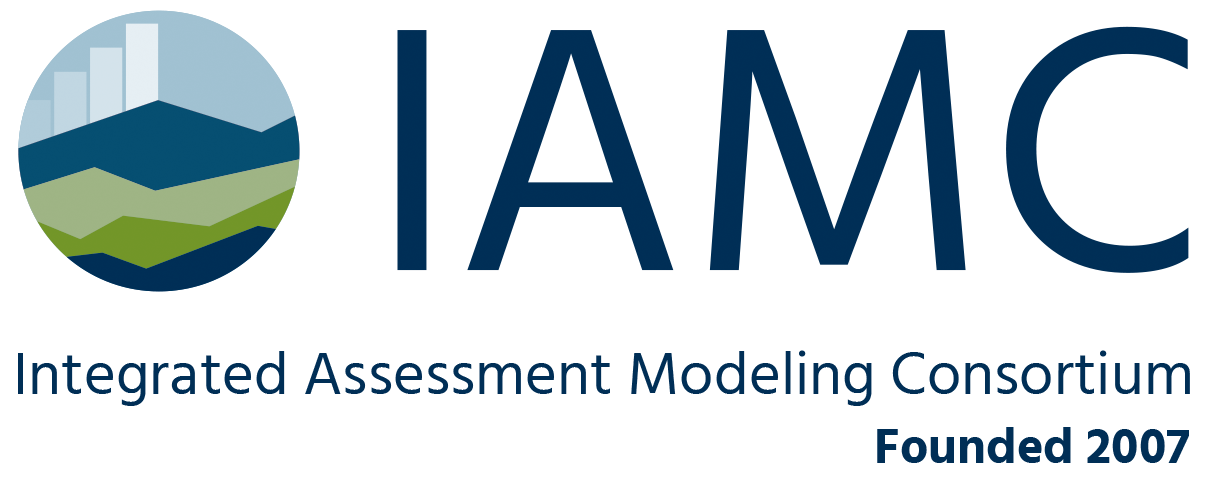 IAMC
Integrated Assessment Modeling Consortium
Founded 2007